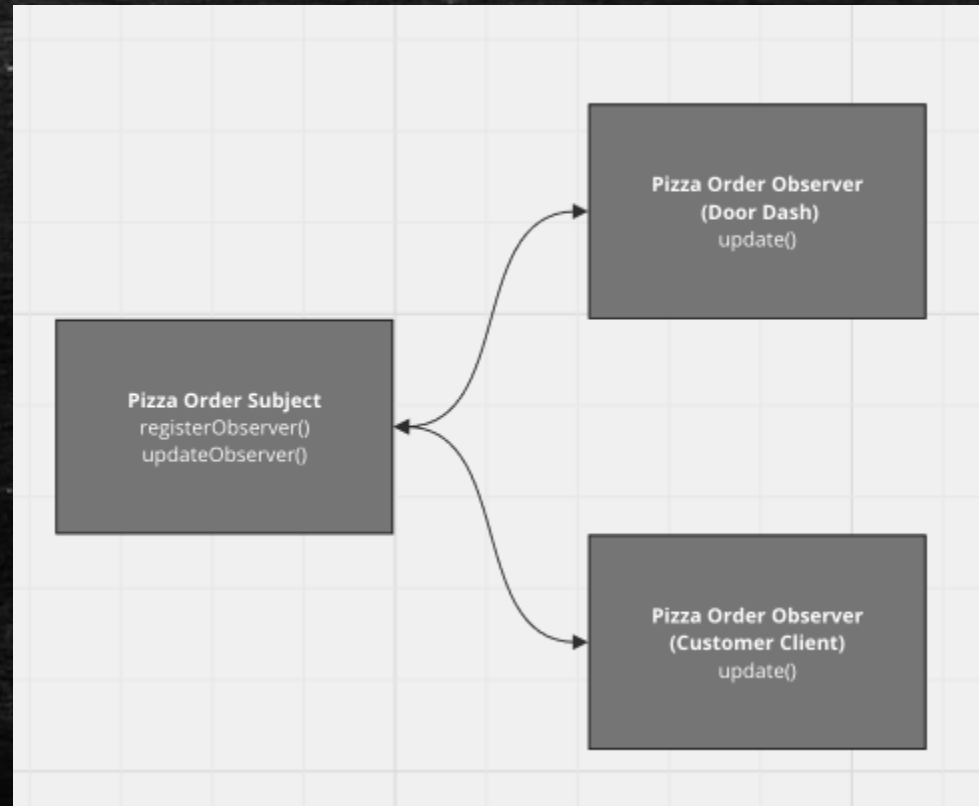 Pizza Order Observer
(Door Dash)
update()
Pizza Order Subject
registerObserver()
updateObserver()
Pizza Order Observer
(Customer Client)
update()